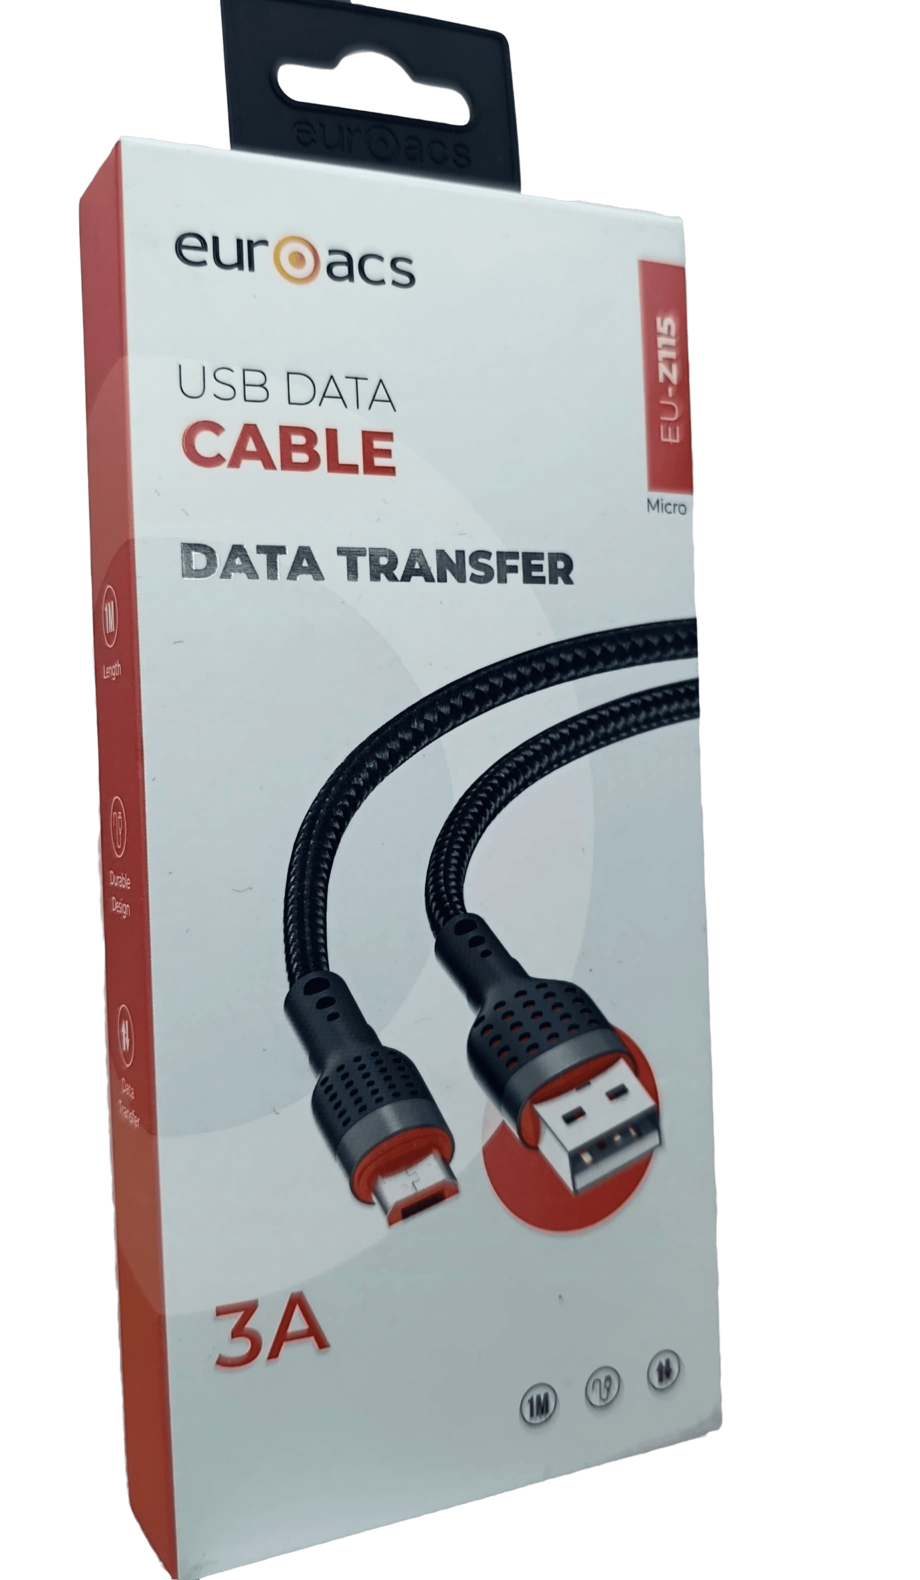 euroacs
euroacs
USB DATA
CABLE
DATA TRANSFER
EU-Z115
Micro
1M
Length
Durable
Design
Data
Transfer
3A
1M